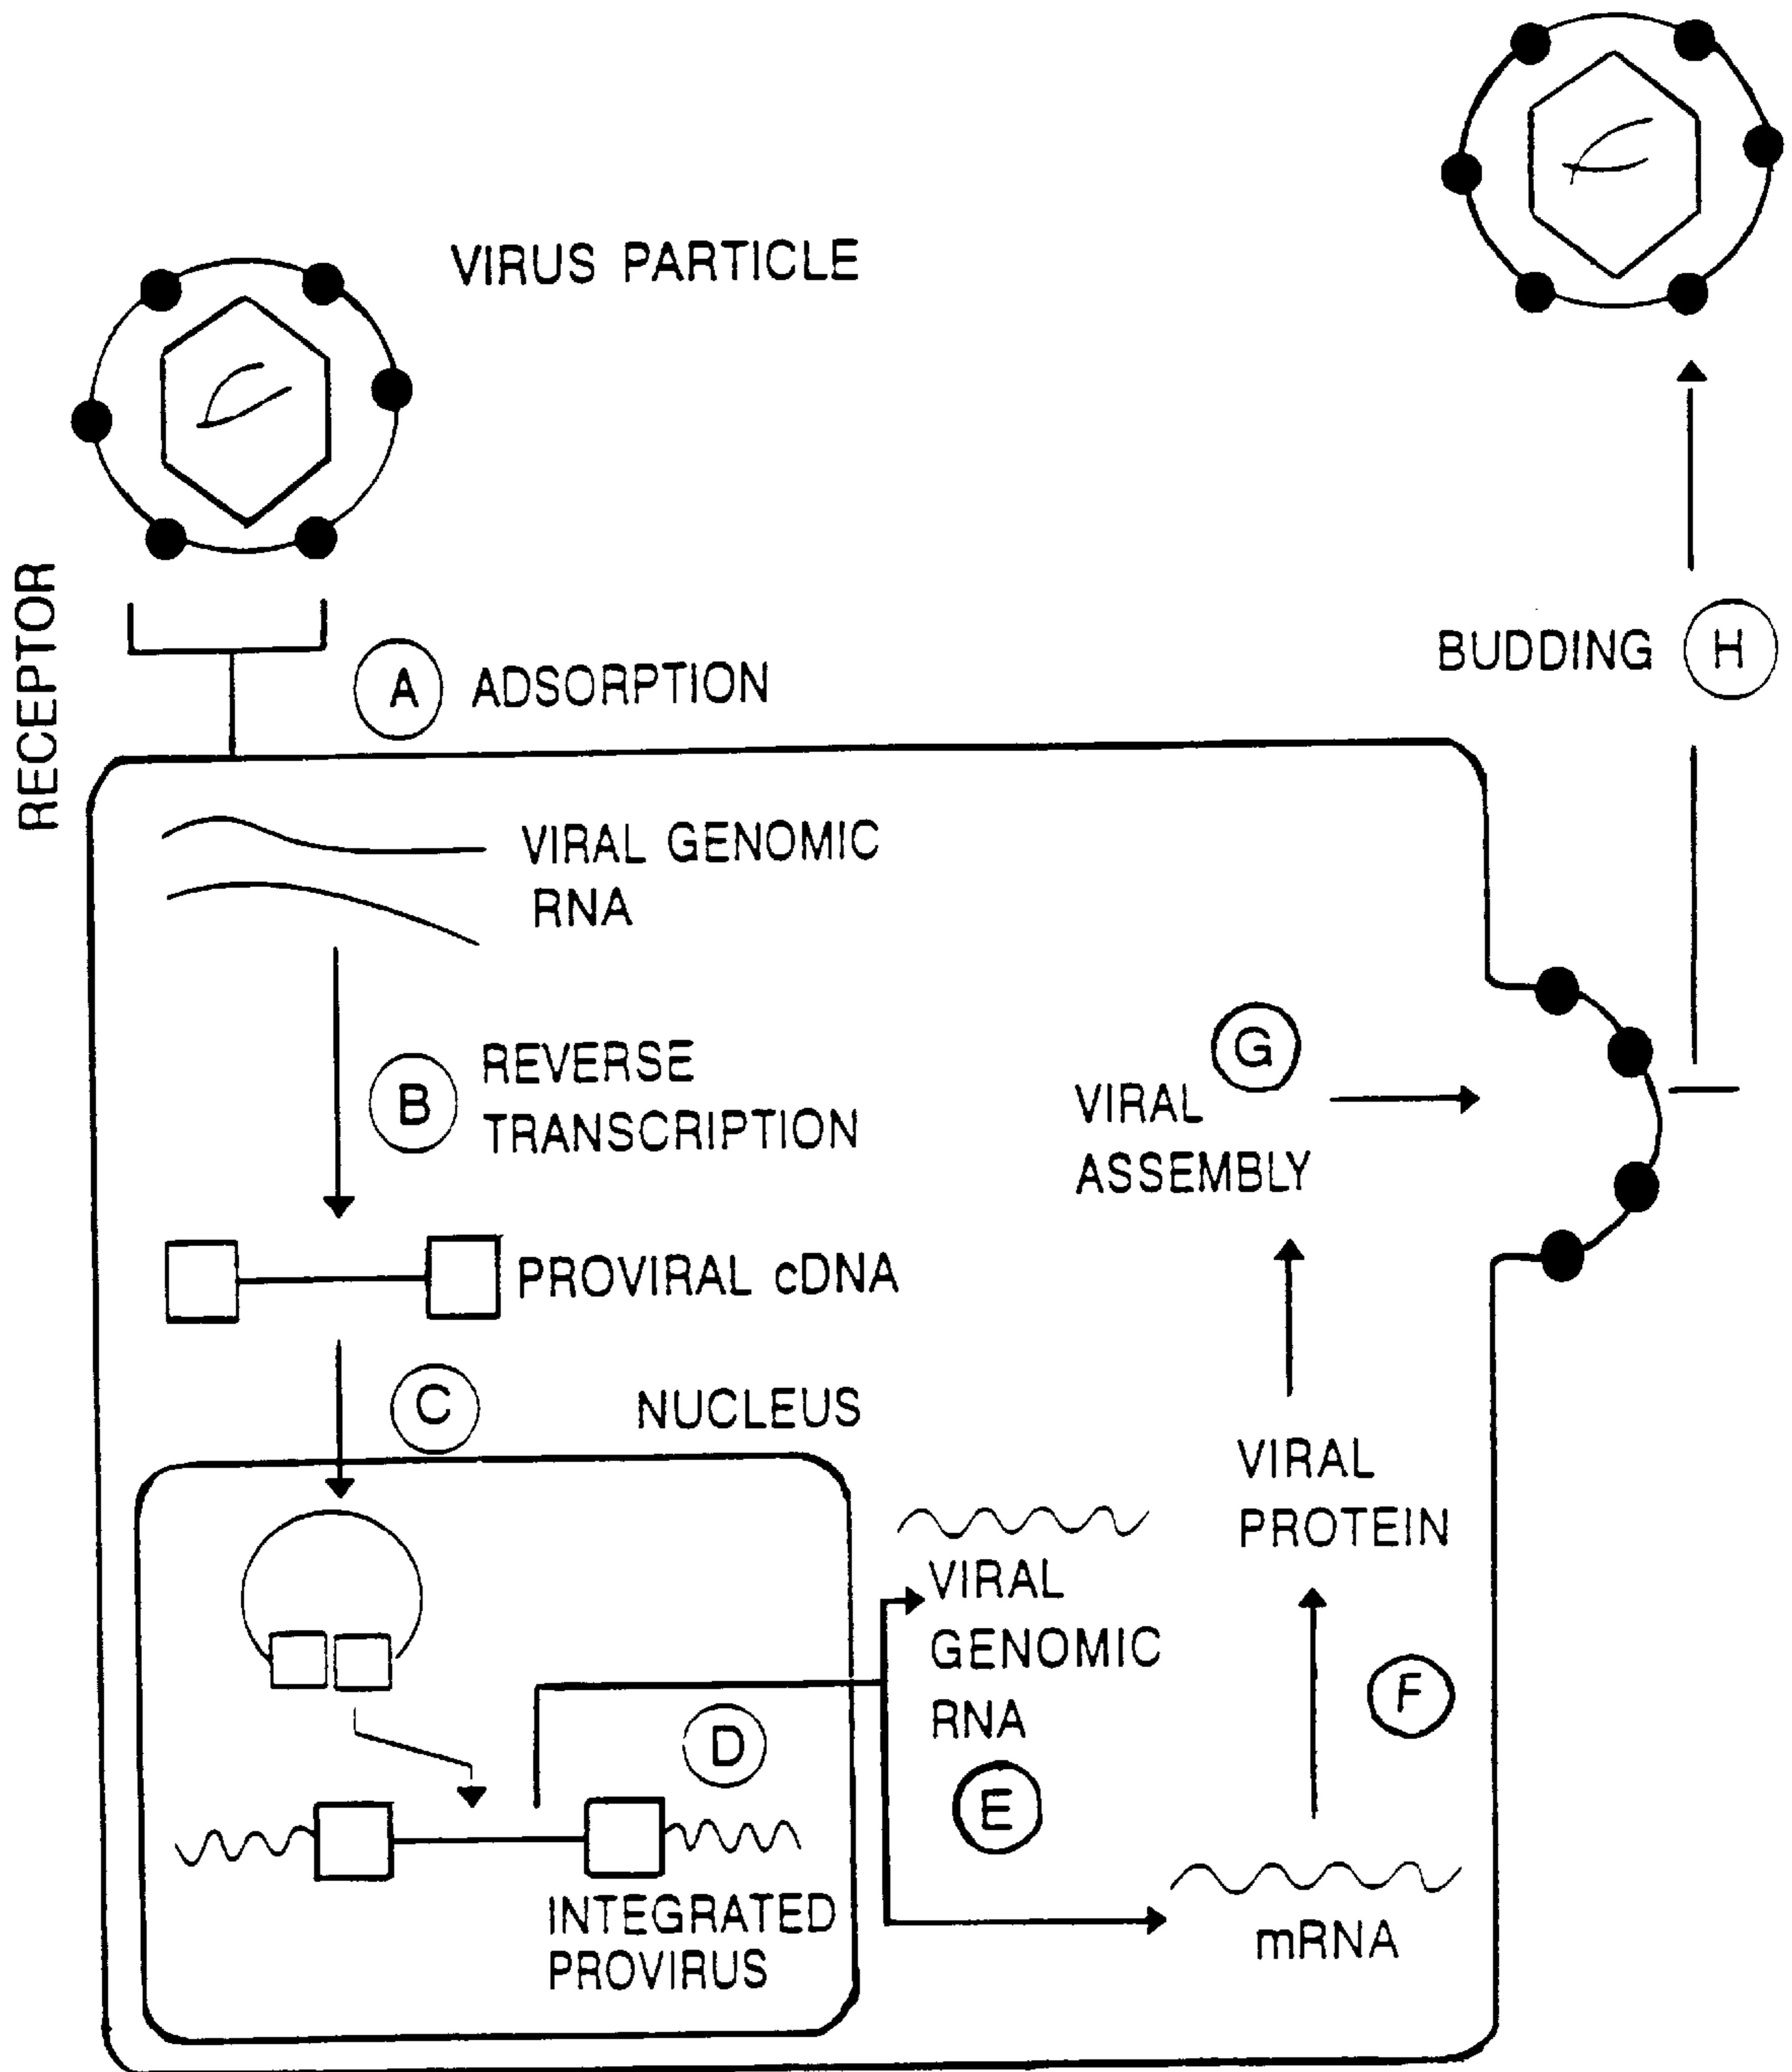 VIRUS PARTICLE
RECEPTOR
A ADSORPTION
BUDDING H
VIRAL GENOMIC
RNA
B REVERSE
TRANSCRIPTION
G
VIRAL
ASSEMBLY
PROVIRAL cDNA
C
NUCLEUS
VIRAL
PROTEIN
VIRAL
GENOMIC
RNA
D
E
F
INTEGRATED
PROVIRUS
mRNA